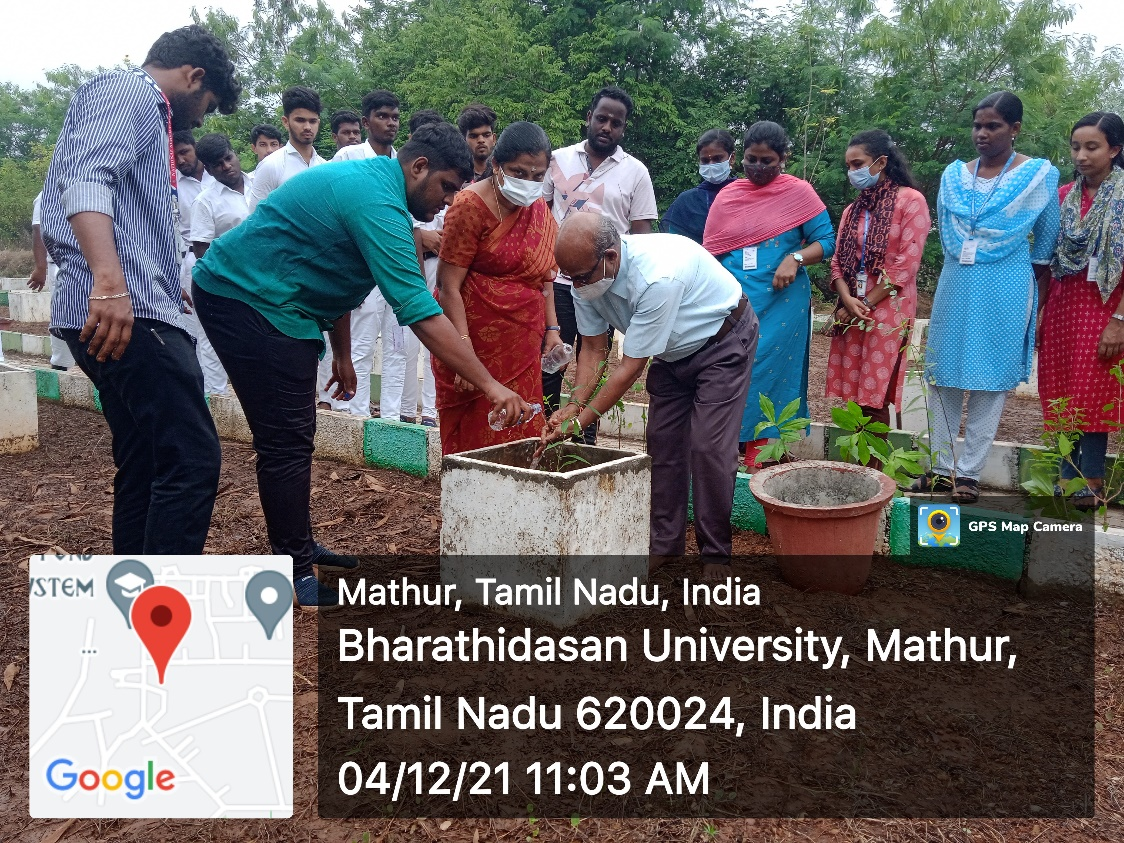 GPS Map Camera
STEM
Google
Mathur, Tamil Nadu, India
Bharathidasan University, Mathur,
Tamil Nadu 620024, India
04/12/21 11:03 AM